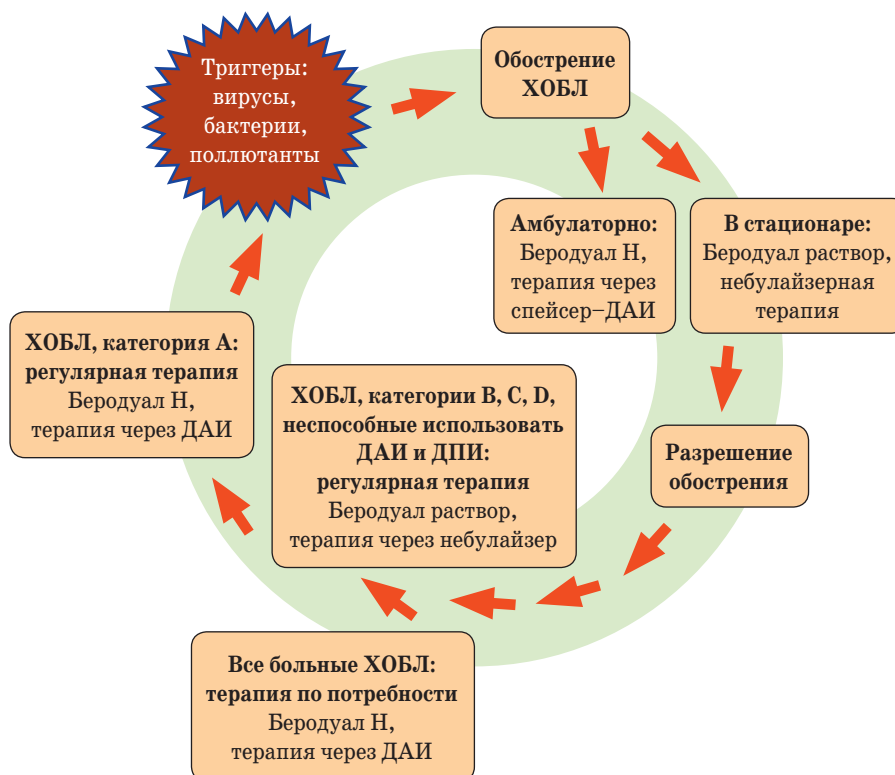 Триггеры:
вирусы,
бактерии,
поллютанты
Обострение
ХОБЛ
Амбулаторно:
Беродуал Н,
терапия через
спейсер–ДАИ
В стационаре:
Беродуал раствор,
небулайзерная
терапия
ХОБЛ, категория А:
регулярная терапия
Беродуал Н,
терапия через ДАИ
ХОБЛ, категории B, C, D,
неспособные использовать
ДАИ и ДПИ:
регулярная терапия
Беродуал раствор,
терапия через небулайзер
Разрешение
обострения
Все больные ХОБЛ:
терапия по потребности
Беродуал Н,
терапия через ДАИ